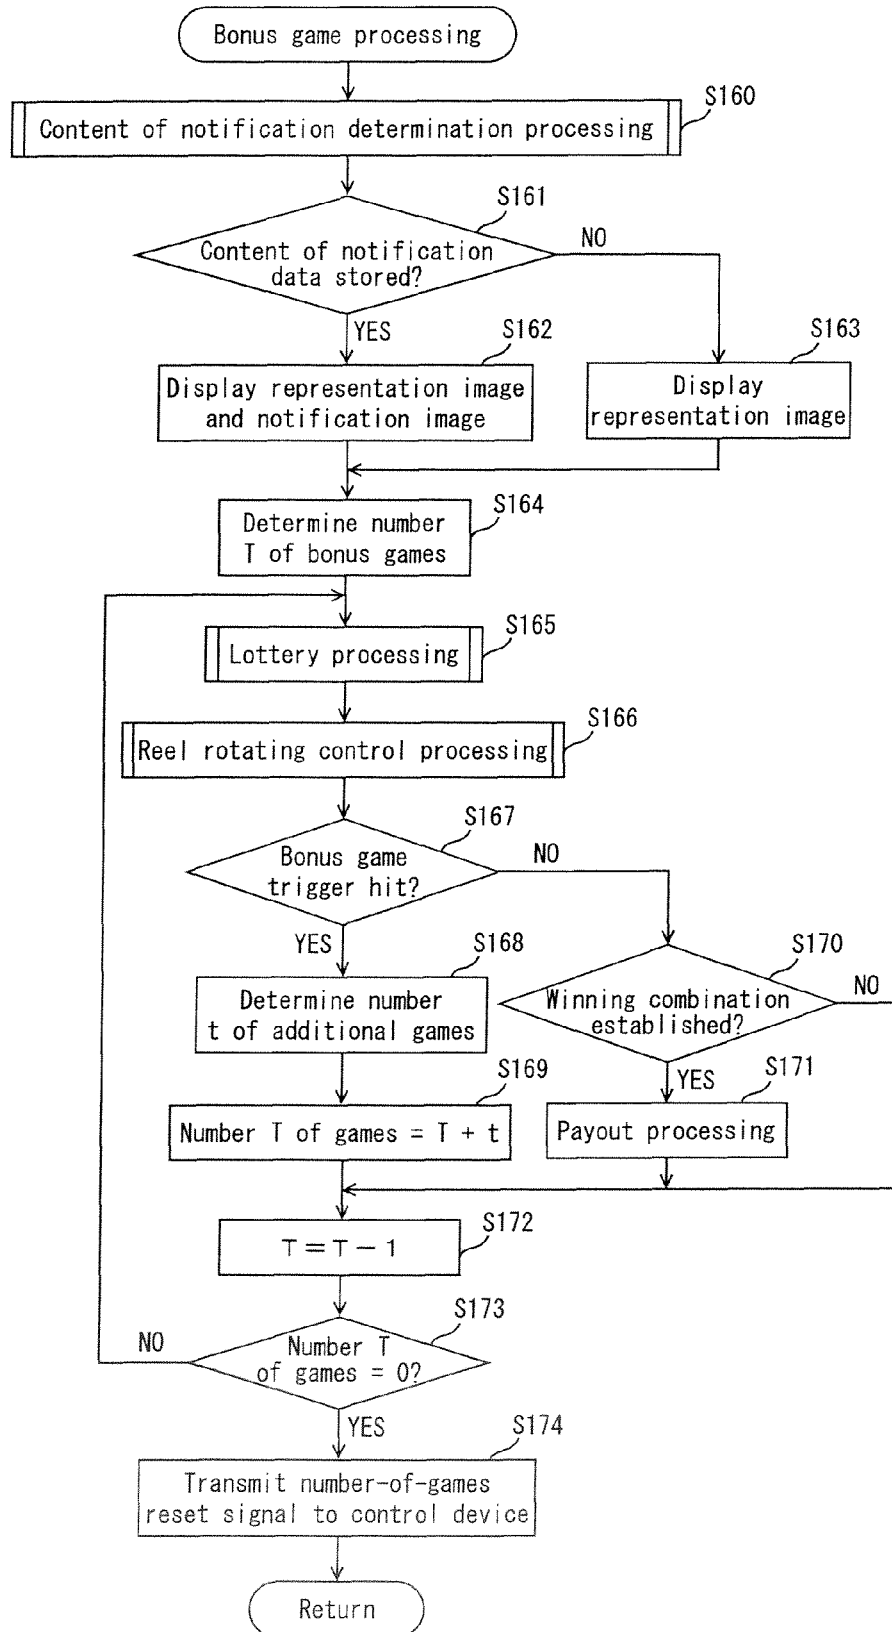 Bonus game processing
S160
Content of notification determination processing
S161
Content of notification
data stored?
NO
YES
S162
Display representation image
and notification image
S163
Display
representation image
S164
Determine number
T of bonus games
S165
Lottery processing
S166
Reel rotating control processing
S167
Bonus game
trigger hit?
NO
YES
S168
Determine number
t of additional games
S170
Winning combination
established?
NO
YES
S169
Number T of games = T + t
S171
Payout processing
S172
T = T - 1
S173
Number T
of games = 0?
NO
YES
S174
Transmit number-of-games
reset signal to control device
Return